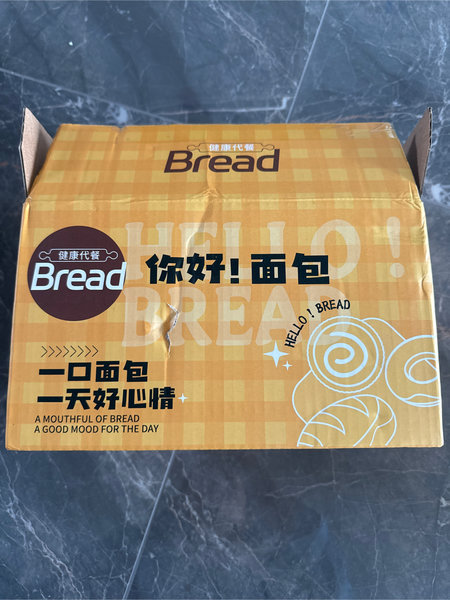 健康代餐
Bread
HELLO!
BREAD
健康代餐
Bread
你好!面包
HELLO! BREAD
>>>>>>>>
一口面包
一天好心情
A MOUTHFUL OF BREAD
A GOOD MOOD FOR THE DAY